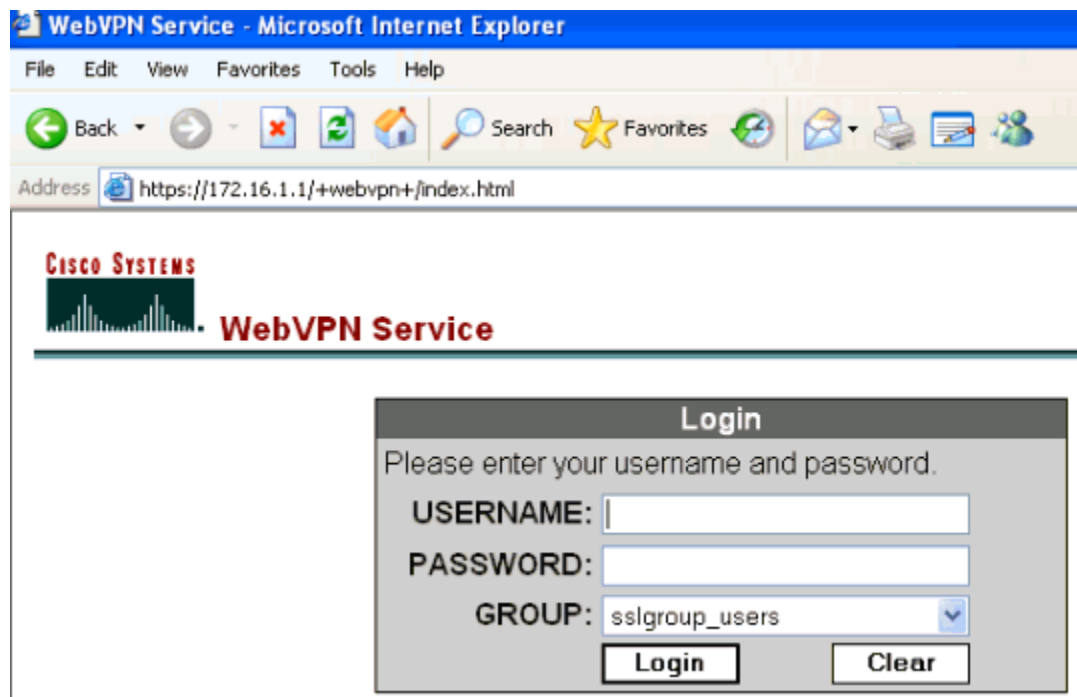 WebVPN Service - Microsoft Internet Explorer
File Edit View Favorites Tools Help
Back Search Favorites
Address https://172.16.1.1/+webvpn+/index.html
CISCO SYSTEMS
WebVPN Service
Login
Please enter your username and password.
USERNAME:
PASSWORD:
GROUP: sslgroup_users
Login Clear